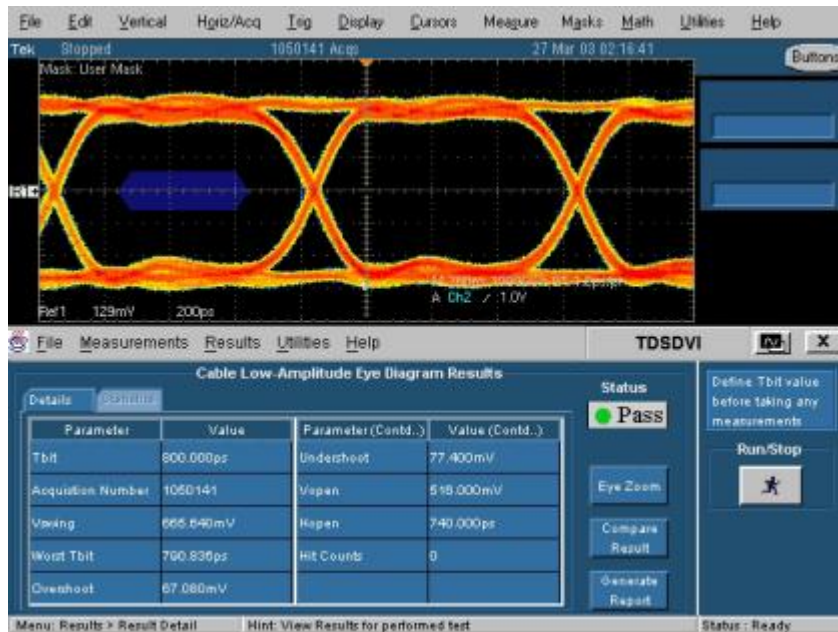 File Edit Vertical Horiz/Acq Trig Display Cursors Measure Masks Math Utilities Help
Tek Stopped 1050141 Acqs 27 Mar 03 02:16:41
Buttons
Mask: User Mask
A Ch2 1.0V
Ref1 129mV 200ps
File Measurements Results Utilities Help TDSDVI X
Cable Low-Amplitude Eye Diagram Results
Details Statistics
Status
Pass
Define Tbit value
before taking any
measurements
Run/Stop
Parameter Value Parameter (Contd..) Value (Contd..)
Tbit 800.000ps Undershoot 77.400mV
Acquistion Number 1050141 Vopen 518.000mV
Eye Zoom
Vswing 665.640mV Hopen 740.000ps
Compare
Result
Worst Tbit 790.836ps Hit Counts 0
Overshoot 67.080mV
Generate
Report
Menu: Results > Result Detail Hint: View Results for performed test Status : Ready